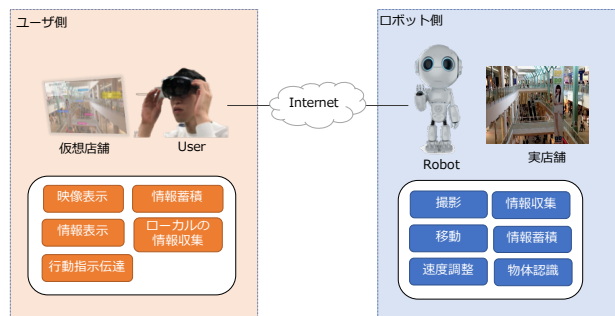 ユーザ側
仮想店舗
User
映像表示
情報蓄積
情報表示
ローカルの
情報収集
行動指示伝達
Internet
ロボット側
Robot
実店舗
撮影
情報収集
移動
情報蓄積
速度調整
物体認識